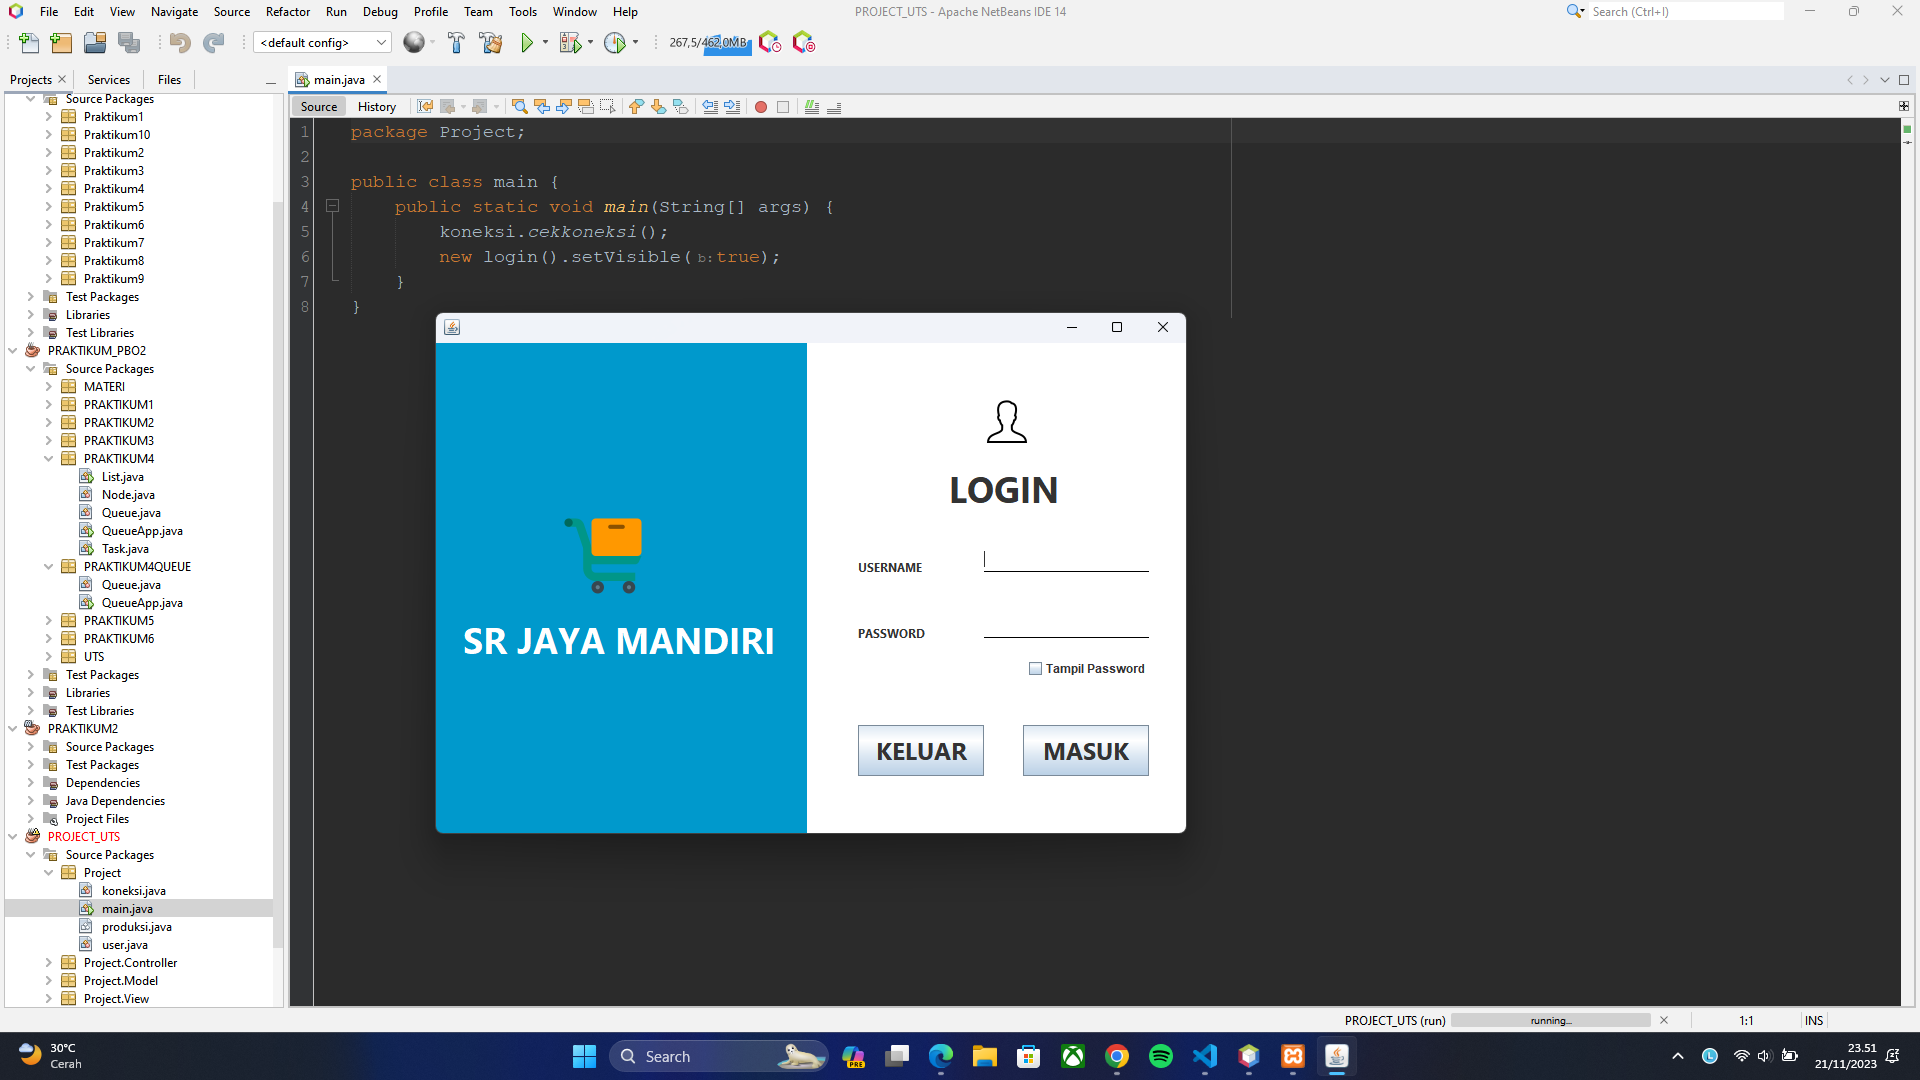 File Edit View Navigate Source Refactor Run Debug Profile Team Tools Window Help
PROJECT_UTS - Apache NetBeans IDE 14
Search (Ctrl+I)
<default config>
267,5/462,0MB
Projects
Services
Files
main.java
Source
History
Source Packages
Praktikum1
Praktikum10
Praktikum2
Praktikum3
Praktikum4
Praktikum5
Praktikum6
Praktikum7
Praktikum8
Praktikum9
Test Packages
Libraries
Test Libraries
PRAKTIKUM_PBO2
Source Packages
MATERI
PRAKTIKUM1
PRAKTIKUM2
PRAKTIKUM3
PRAKTIKUM4
List.java
Node.java
Queue.java
QueueApp.java
Task.java
PRAKTIKUM4QUEUE
Queue.java
QueueApp.java
PRAKTIKUM5
PRAKTIKUM6
UTS
Test Packages
Libraries
Test Libraries
PRAKTIKUM2
Source Packages
Test Packages
Dependencies
Java Dependencies
Project Files
PROJECT_UTS
Source Packages
Project
koneksi.java
main.java
produksi.java
user.java
Project.Controller
Project.Model
Project.View
1 package Project;
2
3 public class main {
4 public static void main(String[] args) {
5 koneksi.cekkoneksi();
6 new login().setVisible( b: true);
7 }
8 }
SR JAYA MANDIRI
LOGIN
USERNAME
PASSWORD
Tampil Password
KELUAR
MASUK
PROJECT_UTS (run)
running...
1:1
INS
30°C
Cerah
Search
PRE
23.51
21/11/2023